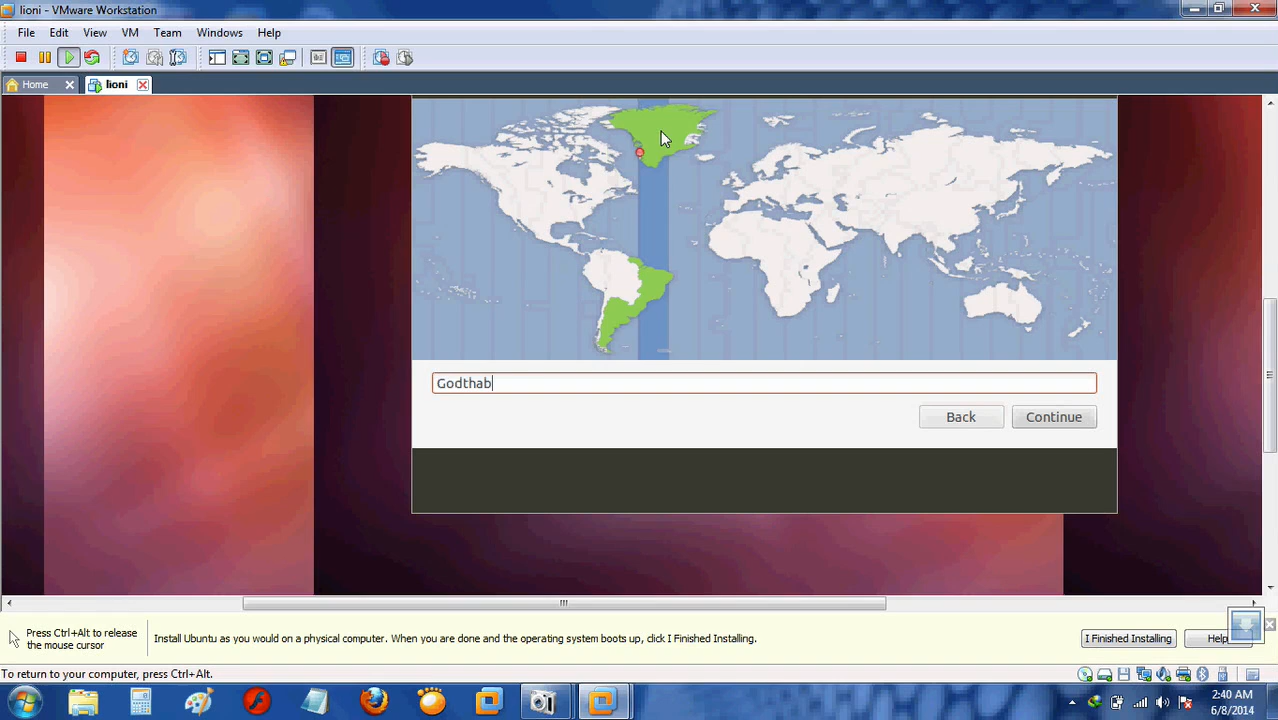 lioni - VMware Workstation
File Edit View VM Team Windows Help
Home lioni
Godthab
Back Continue
Press Ctrl+Alt to release
the mouse cursor
Install Ubuntu as you would on a physical computer. When you are done and the operating system boots up, click I Finished Installing.
I Finished Installing Help
To return to your computer, press Ctrl+Alt.
2:40 AM
6/8/2014